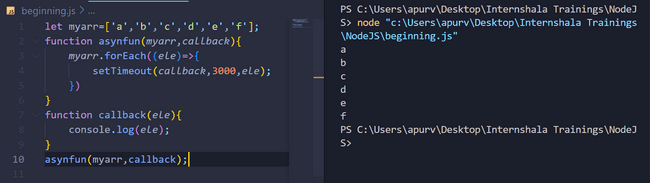 beginning.js > ...
1 let myarr=['a','b','c','d','e','f'];
2 function asynfun(myarr,callback){
3 myarr.forEach((ele)=>{
4 setTimeout(callback,3000,ele);
5 })
6 }
7 function callback(ele){
8 console.log(ele);
9 }
10 asynfun(myarr,callback);
11
PS C:\Users\apurv\Desktop\Internshala Trainings\NodeJ
S> node "c:\Users\apurv\Desktop\Internshala Trainings
\NodeJS\beginning.js"
a
b
c
d
e
f
PS C:\Users\apurv\Desktop\Internshala Trainings\NodeJ
S>